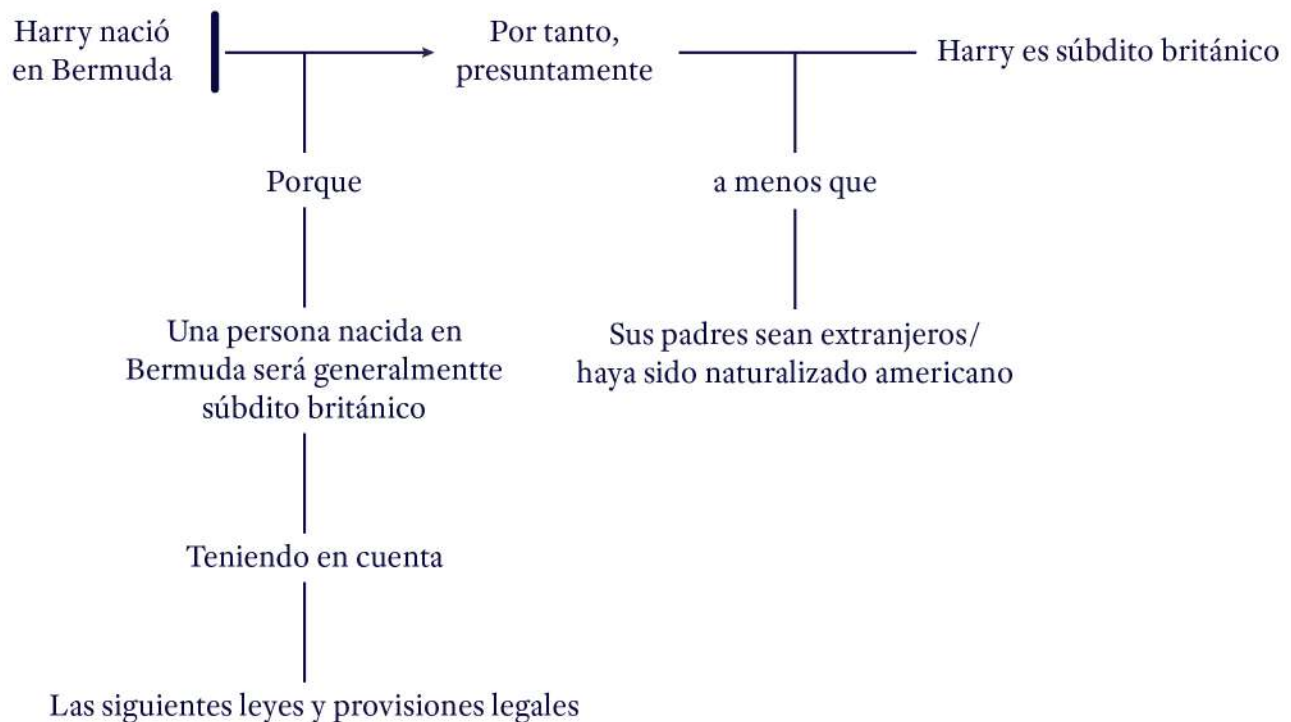 Harry nació
en Bermuda
Por tanto,
presuntamente
Harry es súbdito británico
Porque
a menos que
Una persona nacida en
Bermuda será generalmentte
súbdito británico
Sus padres sean extranjeros/
haya sido naturalizado americano
Teniendo en cuenta
Las siguientes leyes y provisiones legales